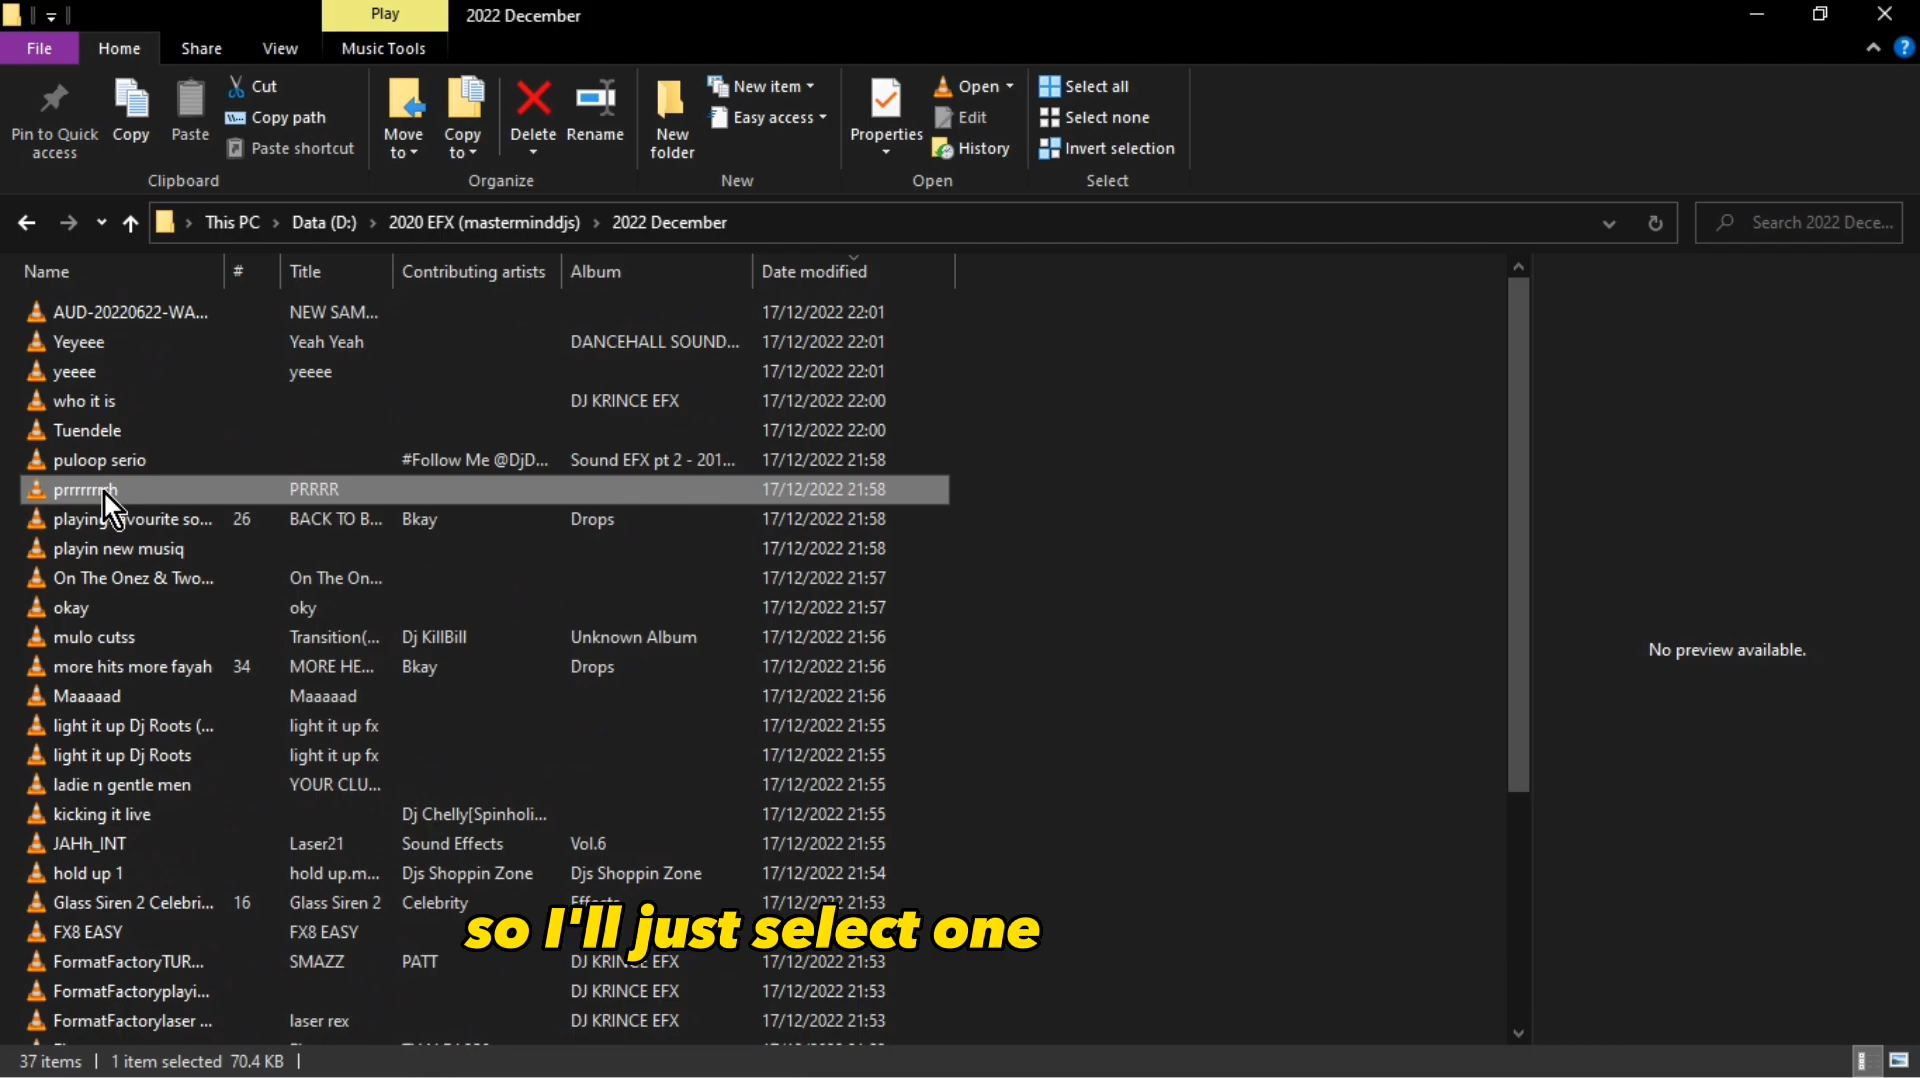 Play
2022 December
File
Home
Share
View
Music Tools
Pin to Quick access
Copy
Paste
Cut
Copy path
Paste shortcut
Clipboard
Move to
Copy to
Delete
Rename
Organize
New folder
New item
Easy access
New
Properties
Open
Edit
History
Open
Select all
Select none
Invert selection
Select
This PC > Data (D:) > 2020 EFX (masterminddjs) > 2022 December
Search 2022 Dece...
Name # Title Contributing artists Album Date modified
AUD-20220622-WA... NEW SAM... 17/12/2022 22:01
Yeyeee Yeah Yeah DANCEHALL SOUND... 17/12/2022 22:01
yeeee yeeee 17/12/2022 22:01
who it is DJ KRINCE EFX 17/12/2022 22:00
Tuendele 17/12/2022 22:00
puloop serio #Follow Me @DjD... Sound EFX pt 2 - 201... 17/12/2022 21:58
PRRRR 17/12/2022 21:58
26 BACK TO B... Bkay Drops 17/12/2022 21:58
playin new musiq 17/12/2022 21:58
On The Onez & Two... On The On... 17/12/2022 21:57
okay oky 17/12/2022 21:57
mulo cutss Transition(... Dj KillBill Unknown Album 17/12/2022 21:56
more hits more fayah 34 MORE HE... Bkay Drops 17/12/2022 21:56
Maaaaad Maaaaad 17/12/2022 21:56
light it up Dj Roots (... light it up fx 17/12/2022 21:55
light it up Dj Roots light it up fx 17/12/2022 21:55
ladie n gentle men YOUR CLU... 17/12/2022 21:55
kicking it live Dj Chelly[Spinholi... 17/12/2022 21:55
JAHh_INT Laser21 Sound Effects Vol.6 17/12/2022 21:55
hold up 1 hold up.m... Djs Shoppin Zone Djs Shoppin Zone 17/12/2022 21:54
Glass Siren 2 Celebri... 16 Glass Siren 2 Celebrity Effects 17/12/2022 21:53
FX8 EASY FX8 EASY
so I'll just select one
FormatFactoryTUR... SMAZZ PATT DJ KRINCE EFX 17/12/2022 21:53
FormatFactoryplayi... DJ KRINCE EFX 17/12/2022 21:53
FormatFactorylaser ... laser rex DJ KRINCE EFX 17/12/2022 21:53
No preview available.
37 items 1 item selected 70.4 KB